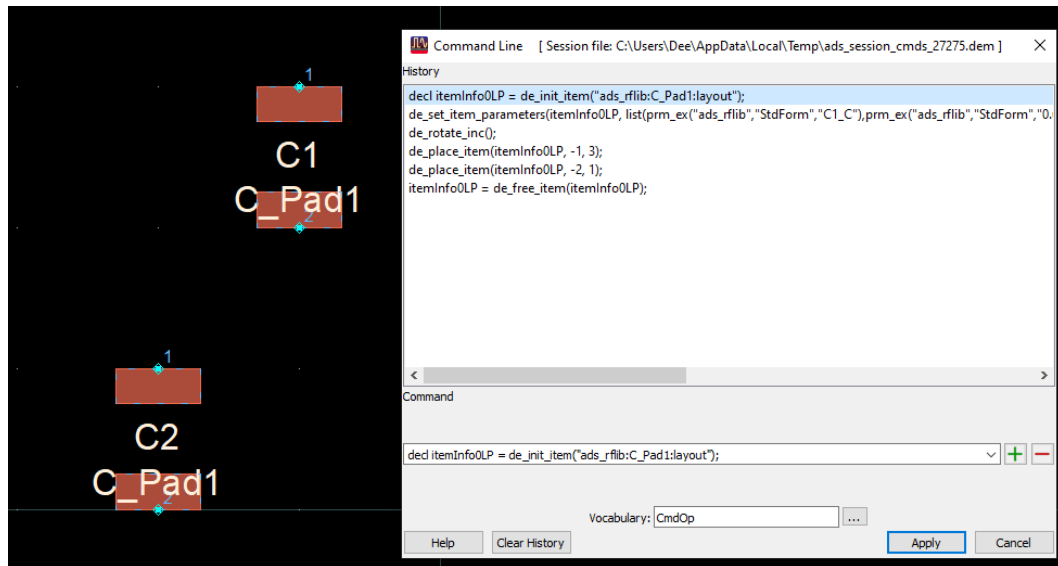 1
C1
C_Pad1
2
1
C2
C_Pad1
2
Command Line [ Session file: C:\Users\Dee\AppData\Local\Temp\ads_session_cmds_27275.dem ]
History
decl itemInfo0LP = de_init_item("ads_rflib:C_Pad1:layout");
de_set_item_parameters(itemInfo0LP, list(prm_ex("ads_rflib","StdForm","C1_C"),prm_ex("ads_rflib","StdForm","0.
de_rotate_inc();
de_place_item(itemInfo0LP, -1, 3);
de_place_item(itemInfo0LP, -2, 1);
itemInfo0LP = de_free_item(itemInfo0LP);
Command
decl itemInfo0LP = de_init_item("ads_rflib:C_Pad1:layout");
Vocabulary: CmdOp ...
Help Clear History Apply Cancel